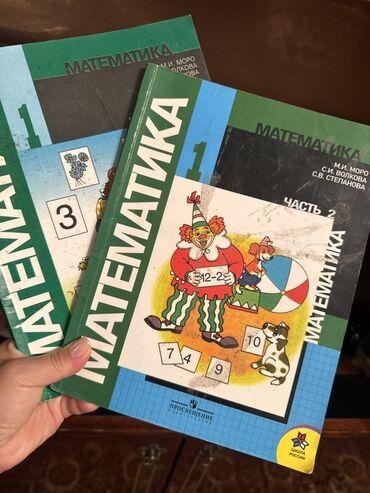 МАТЕМАТИКА
М.И. МОРО
ВОЛКОВА
1
3
МАТЕМАТИКА
1
МАТЕМАТИКА
М.И. МОРО
С.И. ВОЛКОВА
С.В. СТЕПАНОВА
ЧАСТЬ 2
МАТЕМАТИКА
12-2
7
4
9
10
ПРОСВЕЩЕНИЕ
ИЗДАТЕЛЬСТВО
ШКОЛА
РОССИИ